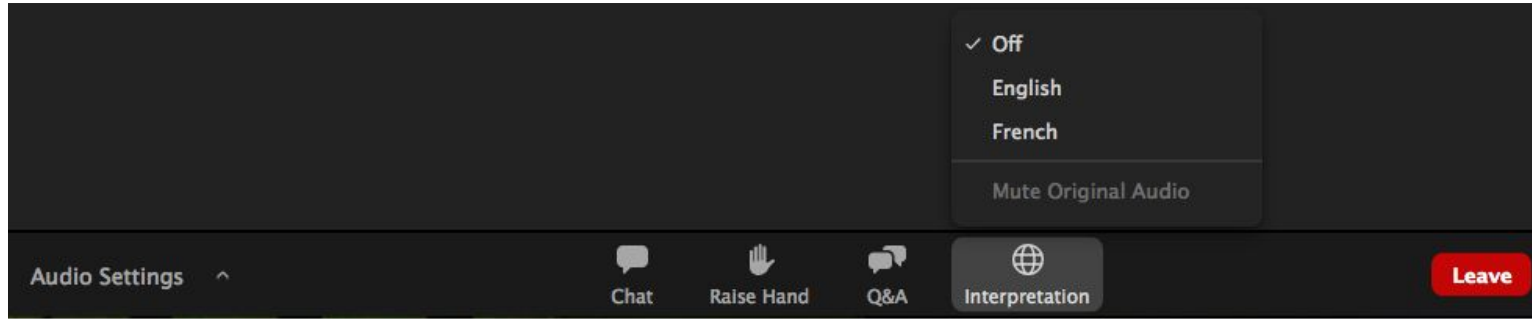 Off
English
French
Mute Original Audio
Audio Settings
Chat
Raise Hand
Q&A
Interpretation
Leave